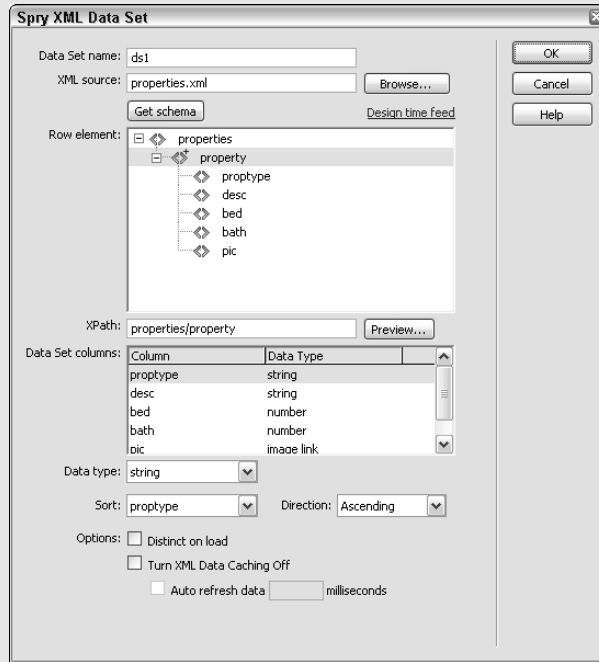 Spry XML Data Set
Data Set name: ds1
OK
XML source: properties.xml Browse...
Cancel
Get schema Design time feed
Help
Row element: properties
property
proptype
desc
bed
bath
pic
XPath: properties/property Preview...
Data Set columns: Column Data Type
proptype string
desc string
bed number
bath number
pic image link
Data type: string
Sort: proptype Direction: Ascending
Options: Distinct on load
Turn XML Data Caching Off
Auto refresh data milliseconds